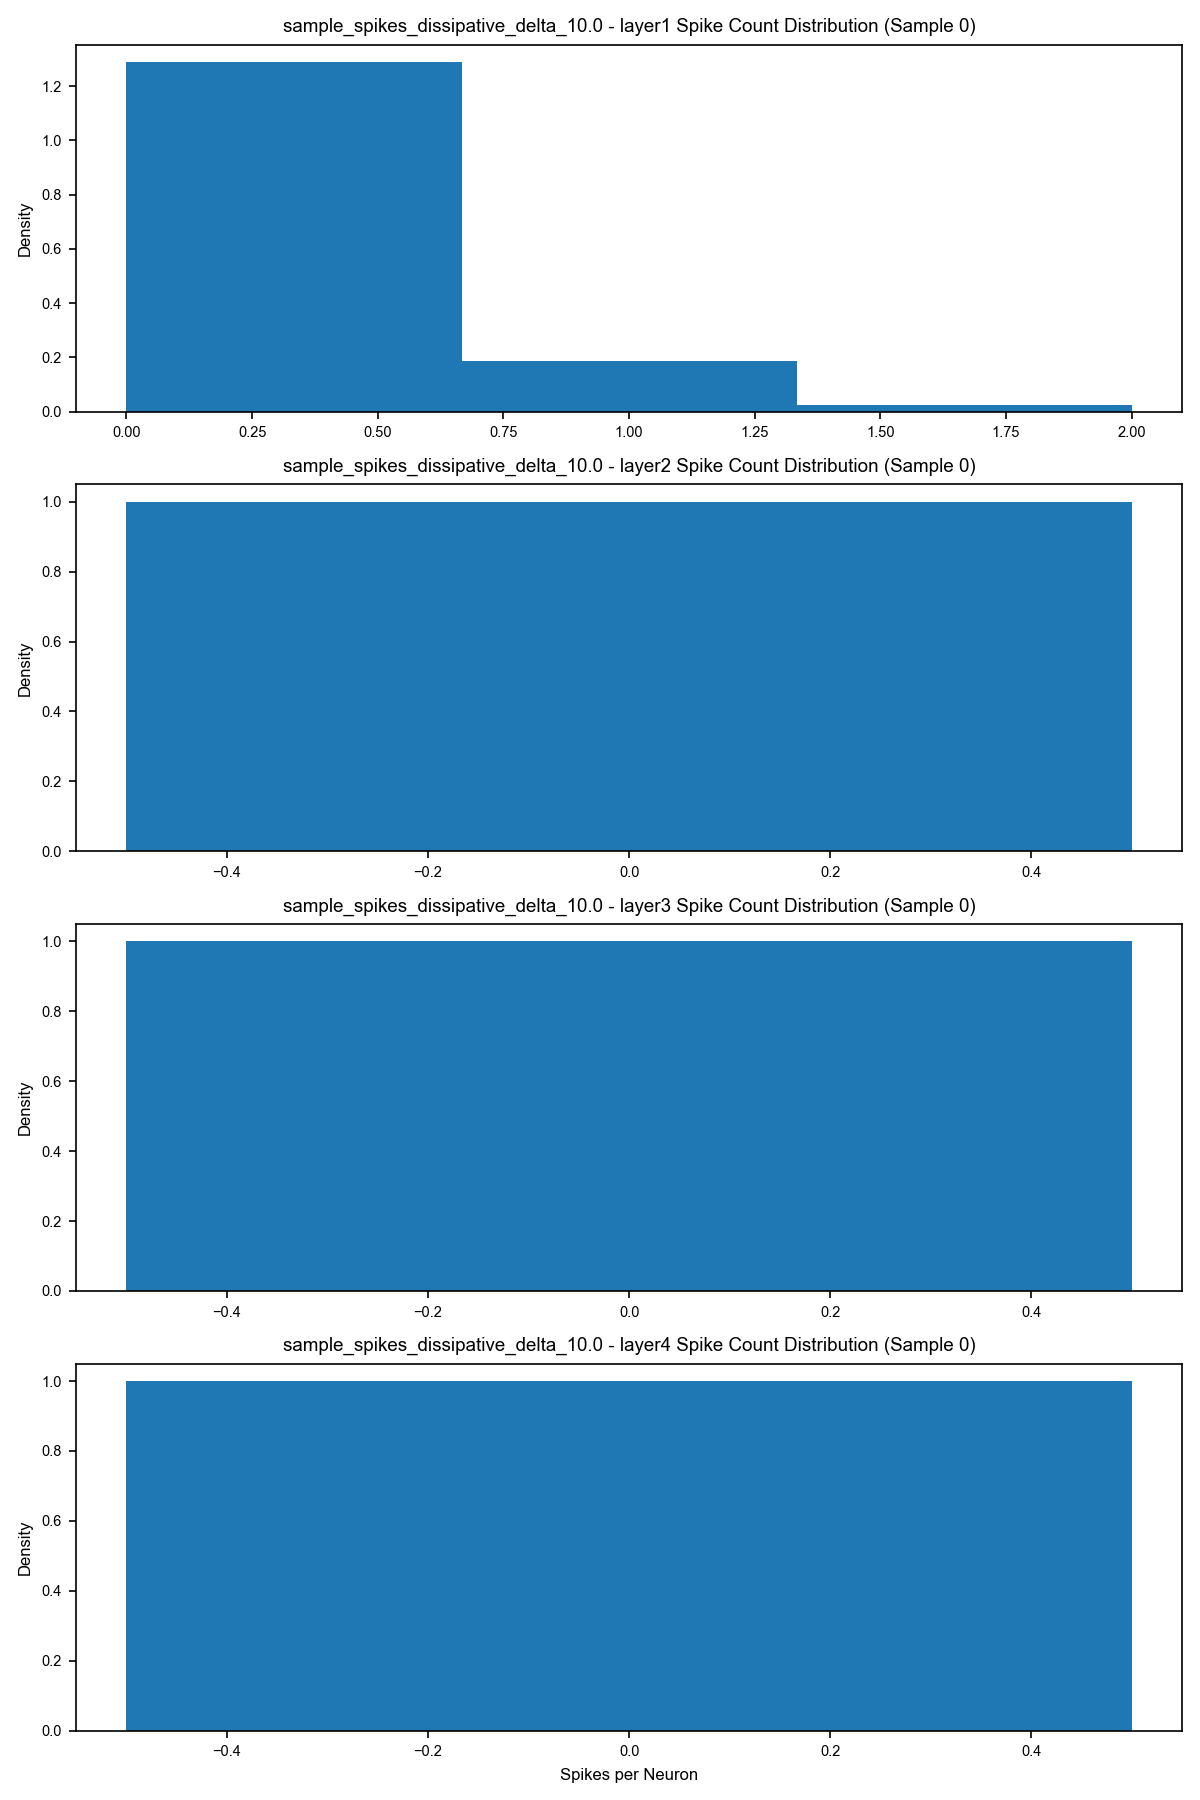 sample_spikes_dissipative_delta_10.0 - layer1 Spike Count Distribution (Sample 0)
1.2
1.0
0.8
0.6
0.4
0.2
0.0
Density
0.00 0.25 0.50 0.75 1.00 1.25 1.50 1.75 2.00
sample_spikes_dissipative_delta_10.0 - layer2 Spike Count Distribution (Sample 0)
1.0
0.8
0.6
0.4
0.2
0.0
Density
−0.4 −0.2 0.0 0.2 0.4
sample_spikes_dissipative_delta_10.0 - layer3 Spike Count Distribution (Sample 0)
1.0
0.8
0.6
0.4
0.2
0.0
Density
−0.4 −0.2 0.0 0.2 0.4
sample_spikes_dissipative_delta_10.0 - layer4 Spike Count Distribution (Sample 0)
1.0
0.8
0.6
0.4
0.2
0.0
Density
−0.4 −0.2 0.0 0.2 0.4
Spikes per Neuron